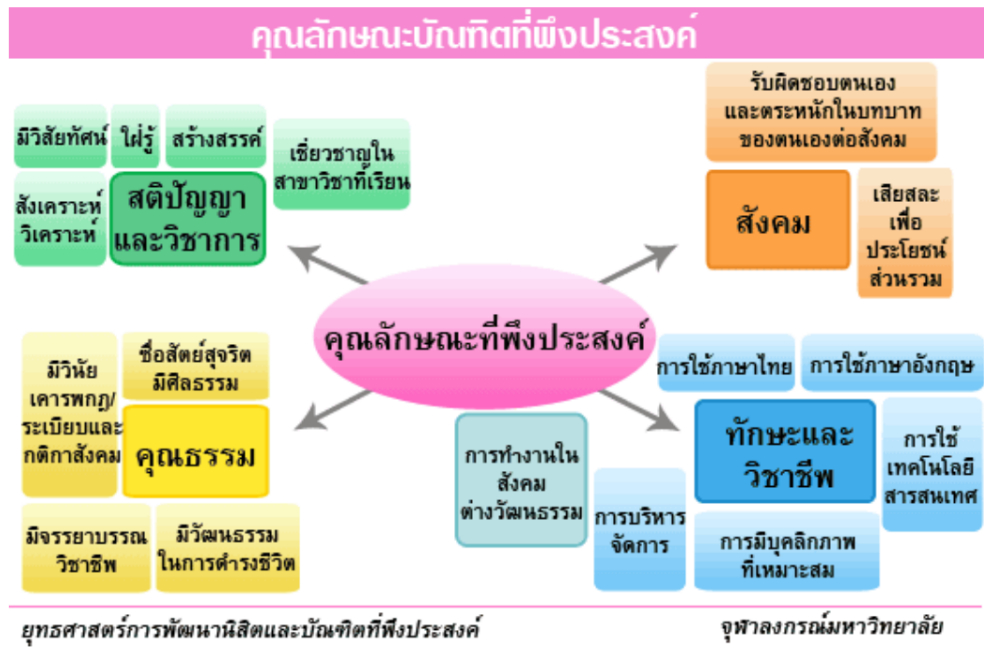 คุณลักษณะบัณฑิตที่พึงประสงค์
มีวิสัยทัศน์
ใฝ่รู้
สร้างสรรค์
เชี่ยวชาญใน
สาขาวิชาที่เรียน
สังเคราะห์
วิเคราะห์
สติปัญญา
และวิชาการ
รับผิดชอบตนเอง
และตระหนักในบทบาท
ของตนเองต่อสังคม
สังคม
เสียสละ
เพื่อ
ประโยชน์
ส่วนรวม
คุณลักษณะที่พึงประสงค์
มีวินัย
เคารพกฎ/
ระเบียบและ
กติกาสังคม
ซื่อสัตย์สุจริต
มีศิลธรรม
คุณธรรม
มีจรรยาบรรณ
วิชาชีพ
มีวัฒนธรรม
ในการดำรงชีวิต
การใช้ภาษาไทย
การใช้ภาษาอังกฤษ
ทักษะและ
วิชาชีพ
การใช้
เทคโนโลยี
สารสนเทศ
การทำงานใน
สังคม
ต่างวัฒนธรรม
การบริหาร
จัดการ
การมีบุคลิกภาพ
ที่เหมาะสม
ยุทธศาสตร์การพัฒนานิสิตและบัณฑิตที่พึงประสงค์
จุฬาลงกรณ์มหาวิทยาลัย